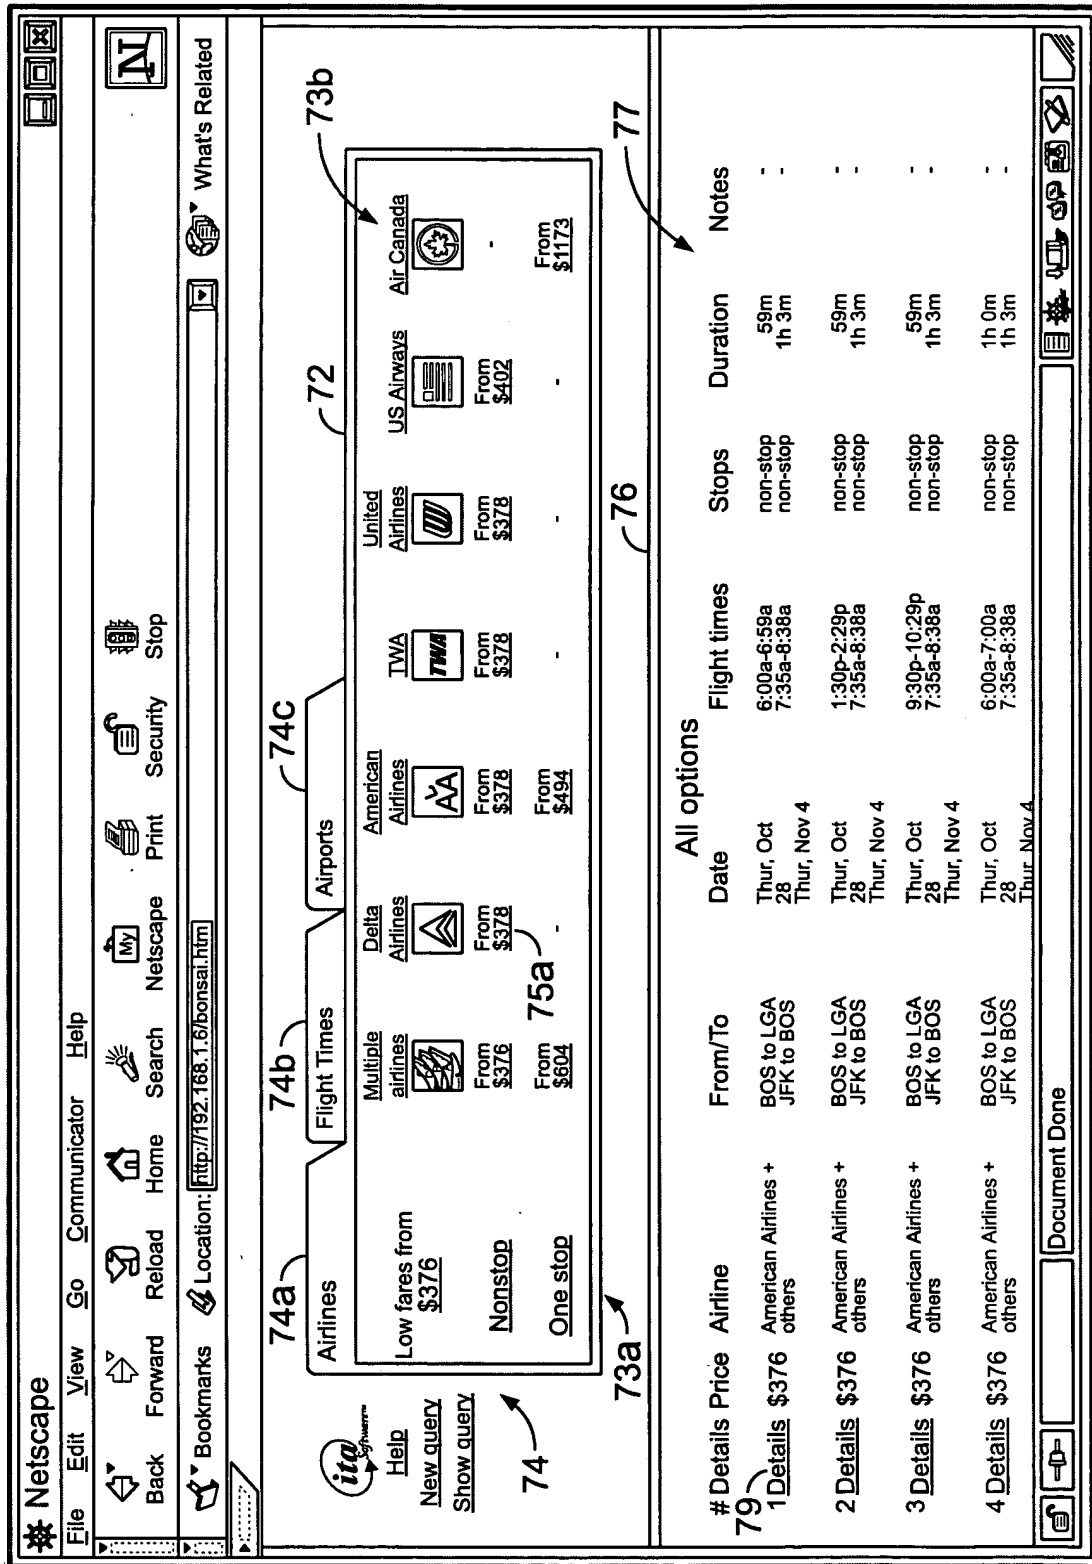 Netscape
File Edit View Go Communicator Help
Back Forward Reload Home Search Netscape Print Security Stop
My
N
Bookmarks Location: http://192.168.1.6/bonsai.htm What's Related
ita Software™
Help
New query
Show query
74
74a
74b
74c
72
73b
Airlines Flight Times Airports
Low fares from $376
Multiple airlines
Delta Airlines
American Airlines
TWA
TWA
United Airlines
US Airways
Air Canada
AA
Nonstop From $376 From $378 From $378 From $378 From $378 From $402 -
One stop From $604 - From $494 - - - From $1173
75a
73a
76
77
All options
# Details Price Airline From/To Date Flight times Stops Duration Notes
79
1 Details $376 American Airlines + BOS to LGA Thur, Oct 6:00a-6:59a non-stop 59m -
others JFK to BOS 28 7:35a-8:38a non-stop 1h 3m -
Thur, Nov 4
2 Details $376 American Airlines + BOS to LGA Thur, Oct 1:30p-2:29p non-stop 59m -
others JFK to BOS 28 7:35a-8:38a non-stop 1h 3m -
Thur, Nov 4
3 Details $376 American Airlines + BOS to LGA Thur, Oct 9:30p-10:29p non-stop 59m -
others JFK to BOS 28 7:35a-8:38a non-stop 1h 3m -
Thur, Nov 4
4 Details $376 American Airlines + BOS to LGA Thur, Oct 6:00a-7:00a non-stop 1h 0m -
others JFK to BOS 28 7:35a-8:38a non-stop 1h 3m -
Thur, Nov 4
Document Done